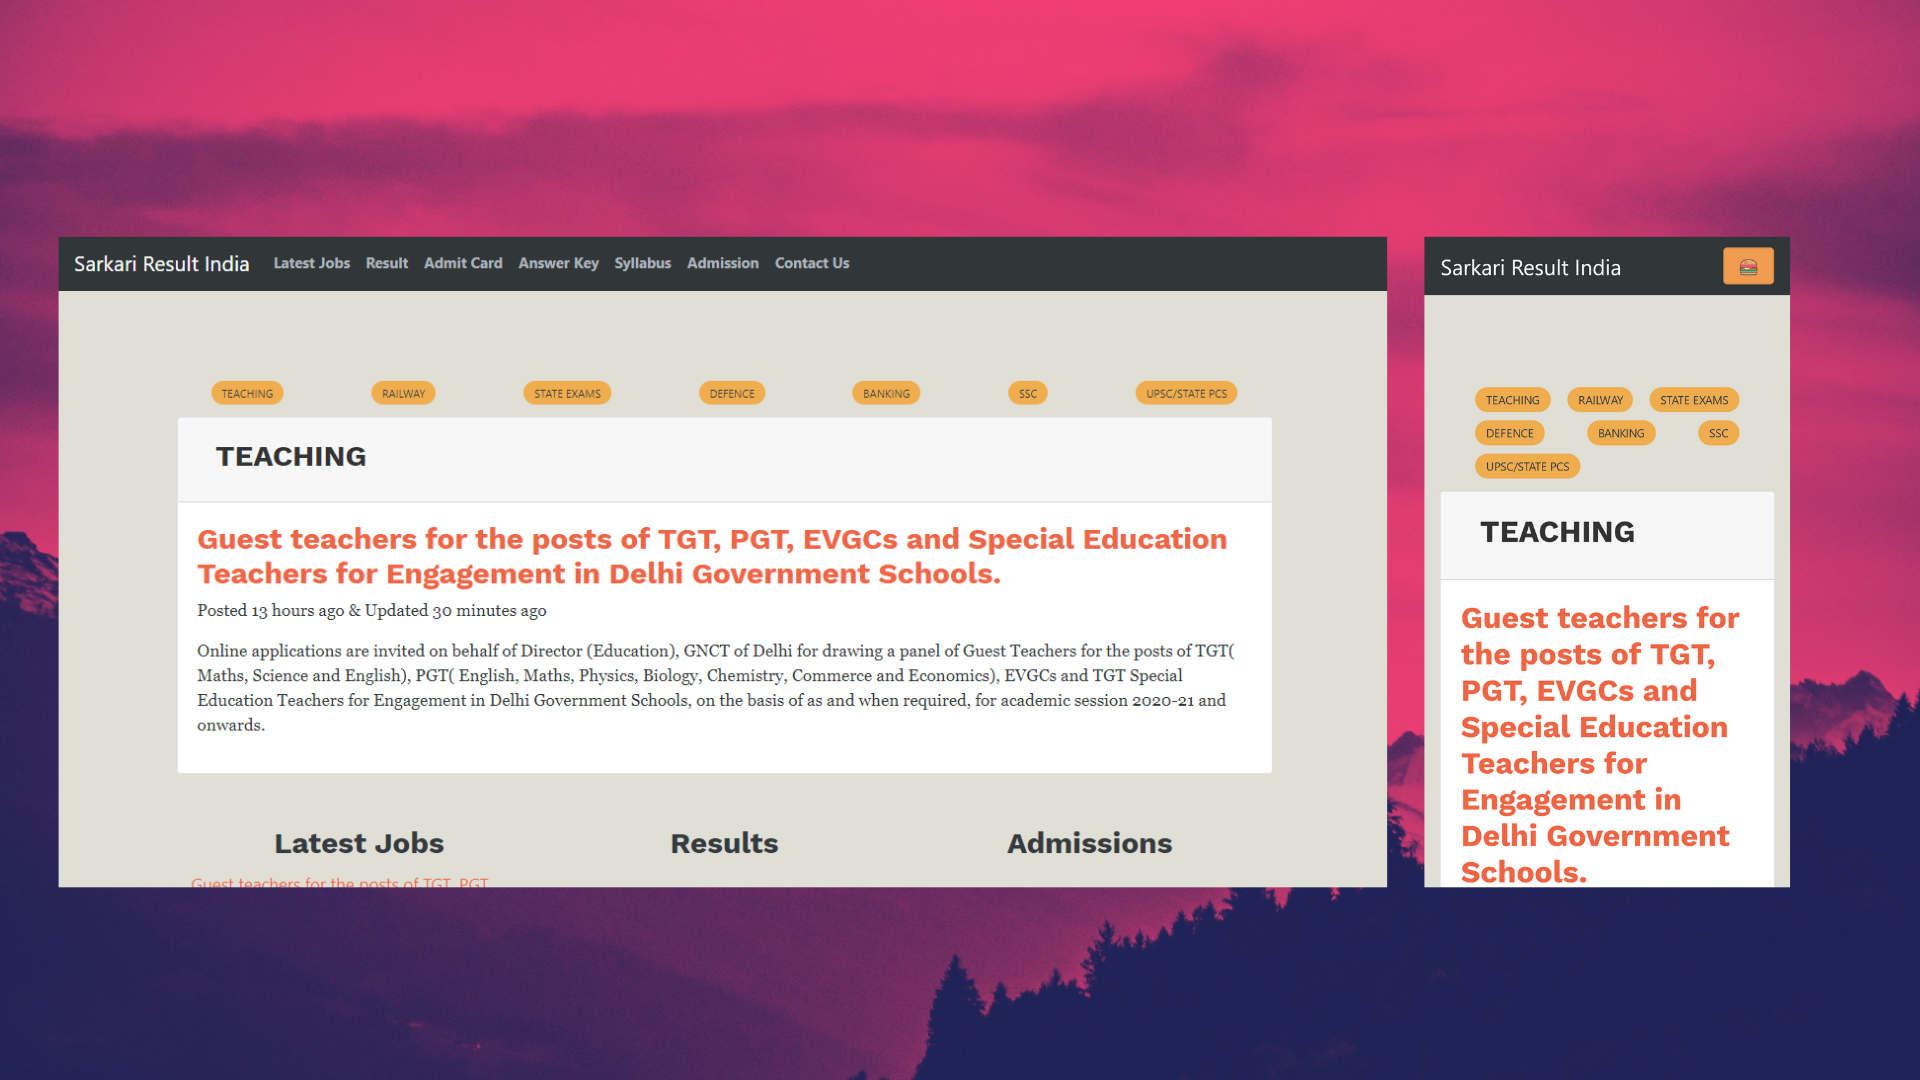 Sarkari Result India Latest Jobs Result Admit Card Answer Key Syllabus Admission Contact Us
TEACHING RAILWAY STATE EXAMS DEFENCE BANKING SSC UPSC/STATE PCS
TEACHING
Guest teachers for the posts of TGT, PGT, EVGCs and Special Education
Teachers for Engagement in Delhi Government Schools.
Posted 13 hours ago & Updated 30 minutes ago
Online applications are invited on behalf of Director (Education), GNCT of Delhi for drawing a panel of Guest Teachers for the posts of TGT(
Maths, Science and English), PGT( English, Maths, Physics, Biology, Chemistry, Commerce and Economics), EVGCs and TGT Special
Education Teachers for Engagement in Delhi Government Schools, on the basis of as and when required, for academic session 2020-21 and
onwards.
Latest Jobs Results Admissions
Guest teachers for the posts of TGT, PGT
Sarkari Result India
TEACHING RAILWAY STATE EXAMS
DEFENCE BANKING SSC
UPSC/STATE PCS
TEACHING
Guest teachers for
the posts of TGT,
PGT, EVGCs and
Special Education
Teachers for
Engagement in
Delhi Government
Schools.